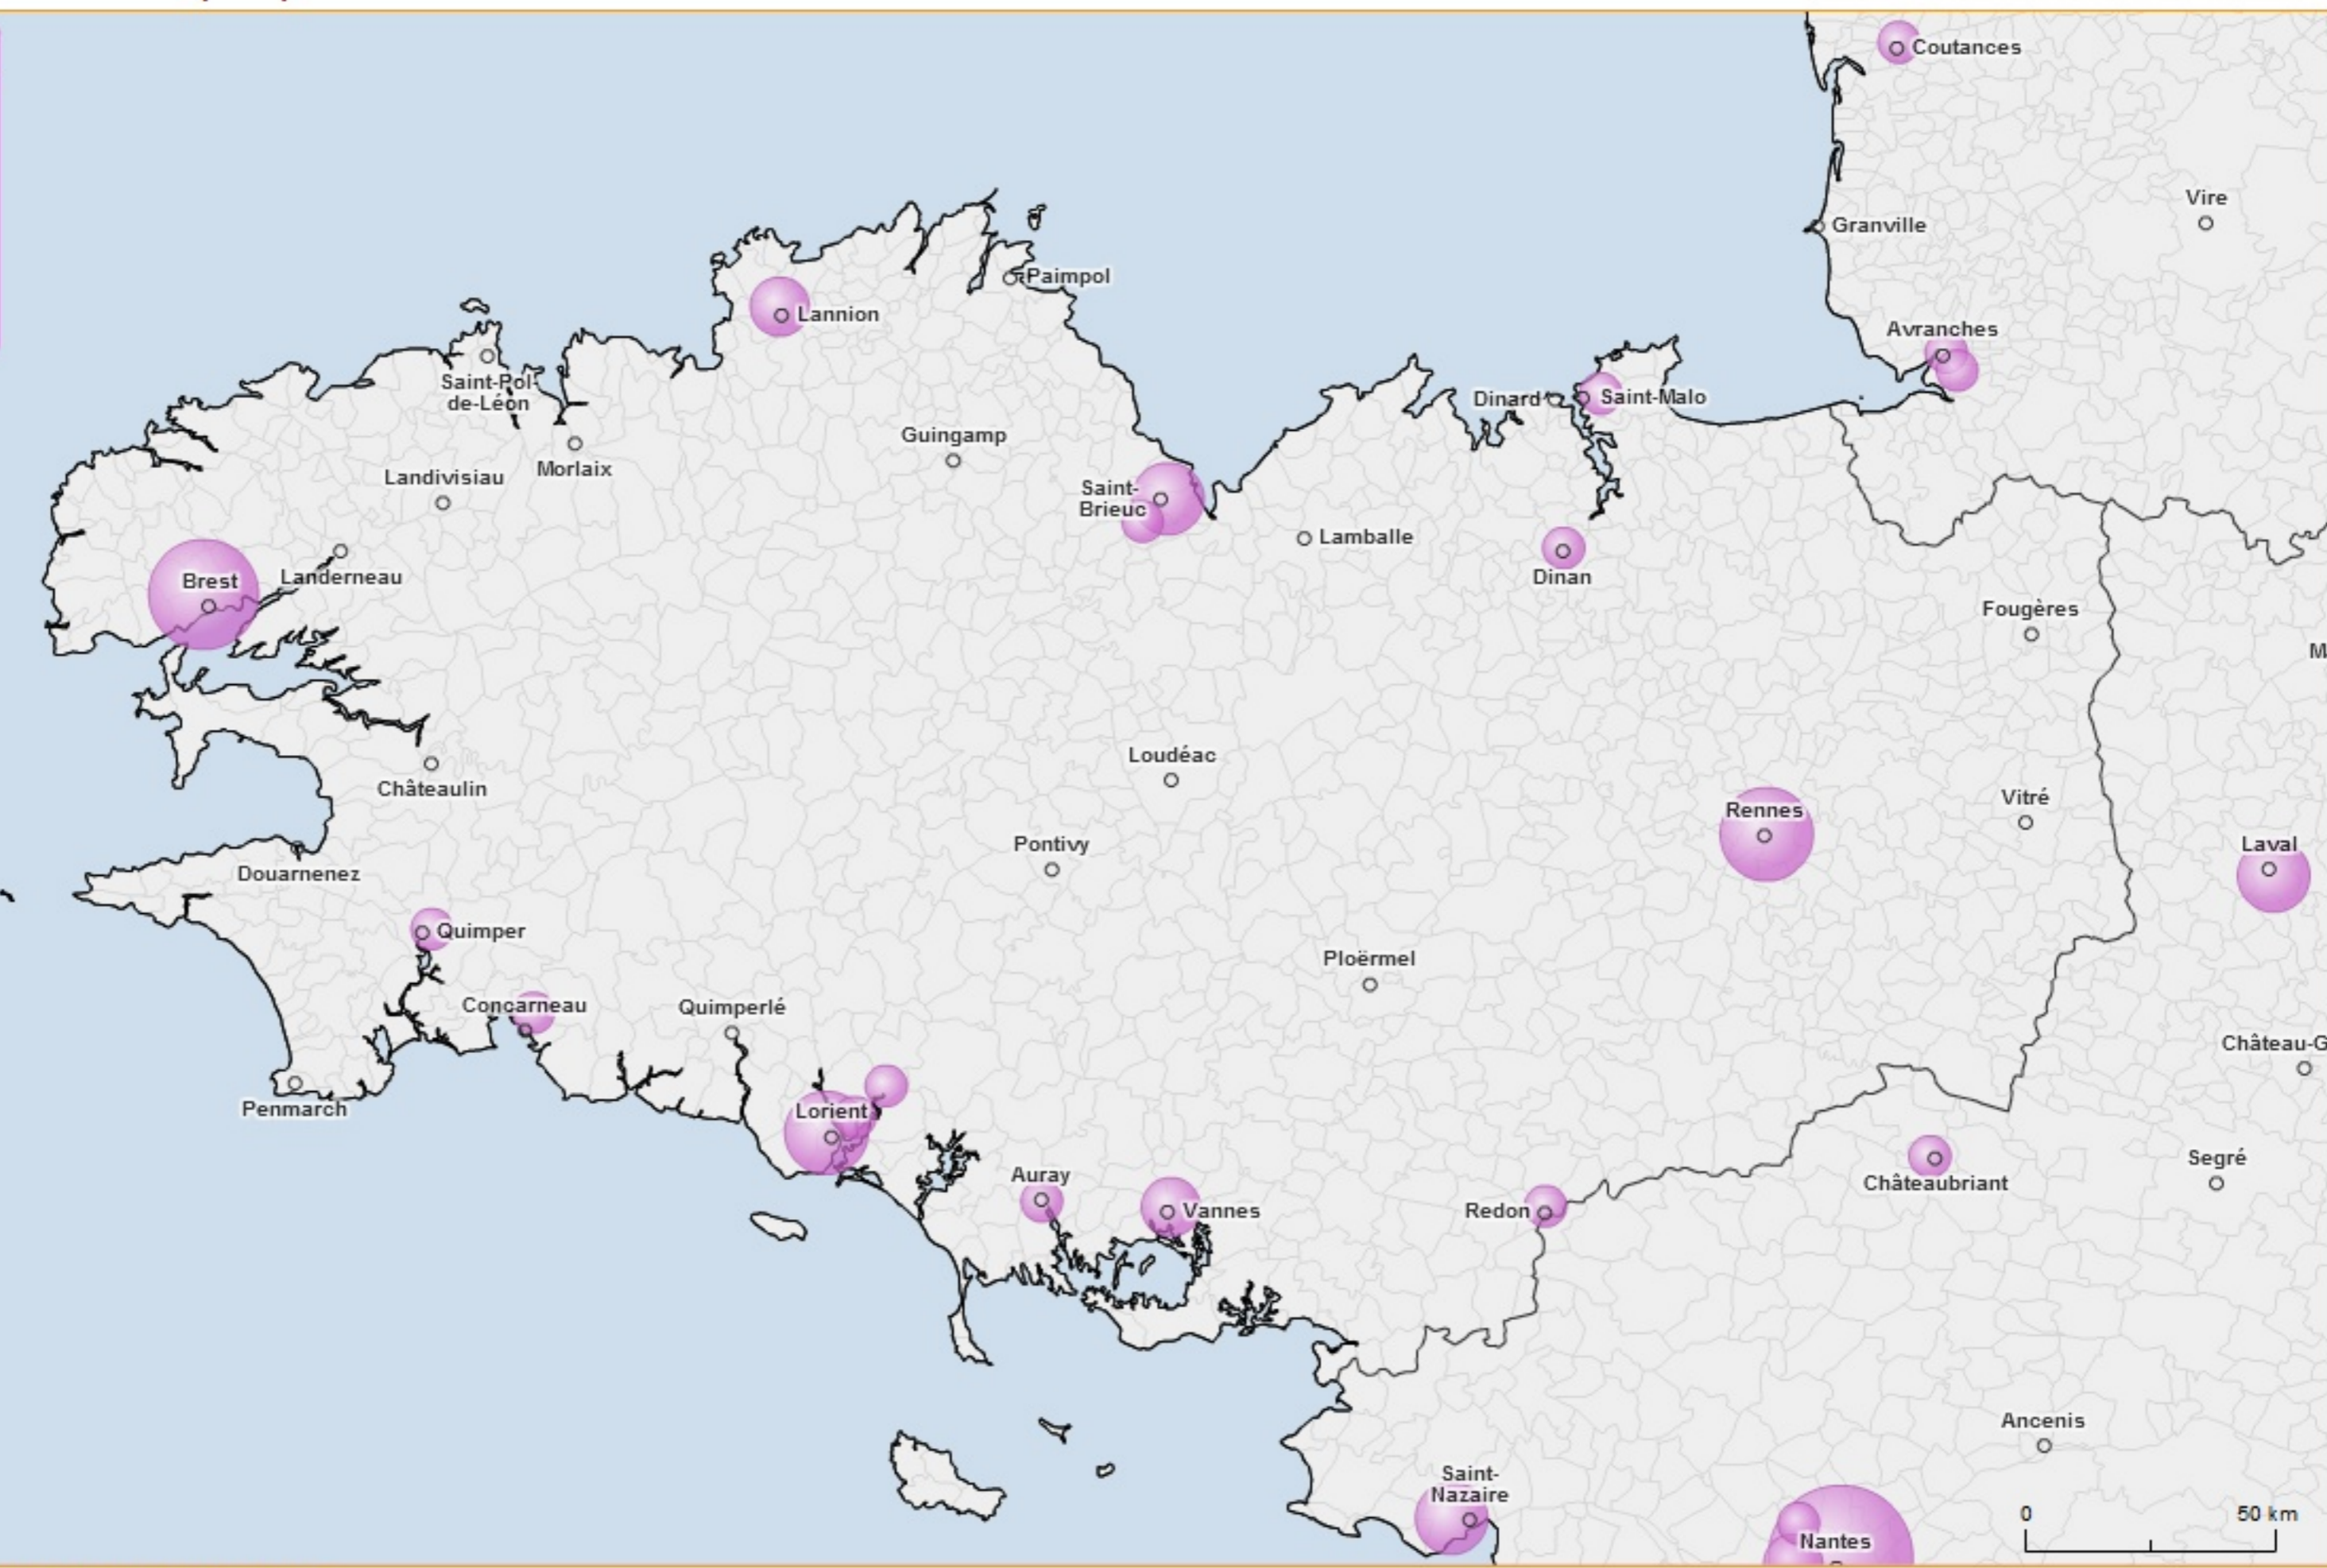 Coutances
Vire
Granville
Paimpol
Lannion
Avranches
Saint-Pol-
de-Léon
Dinard
Saint-Malo
Guingamp
Morlaix
Landivisiau
Saint-
Brieuc
Lamballe
Dinan
Brest
Landerneau
Fougères
M
Loudéac
Châteaulin
Vitré
Rennes
Pontivy
Laval
Douarnenez
Quimper
Ploërmel
Concarneau
Quimperlé
Château-G
Penmarch
Lorient
Auray
Segré
Châteaubriant
Vannes
Redon
Ancenis
Saint-
Nazaire
0 50 km
Nantes